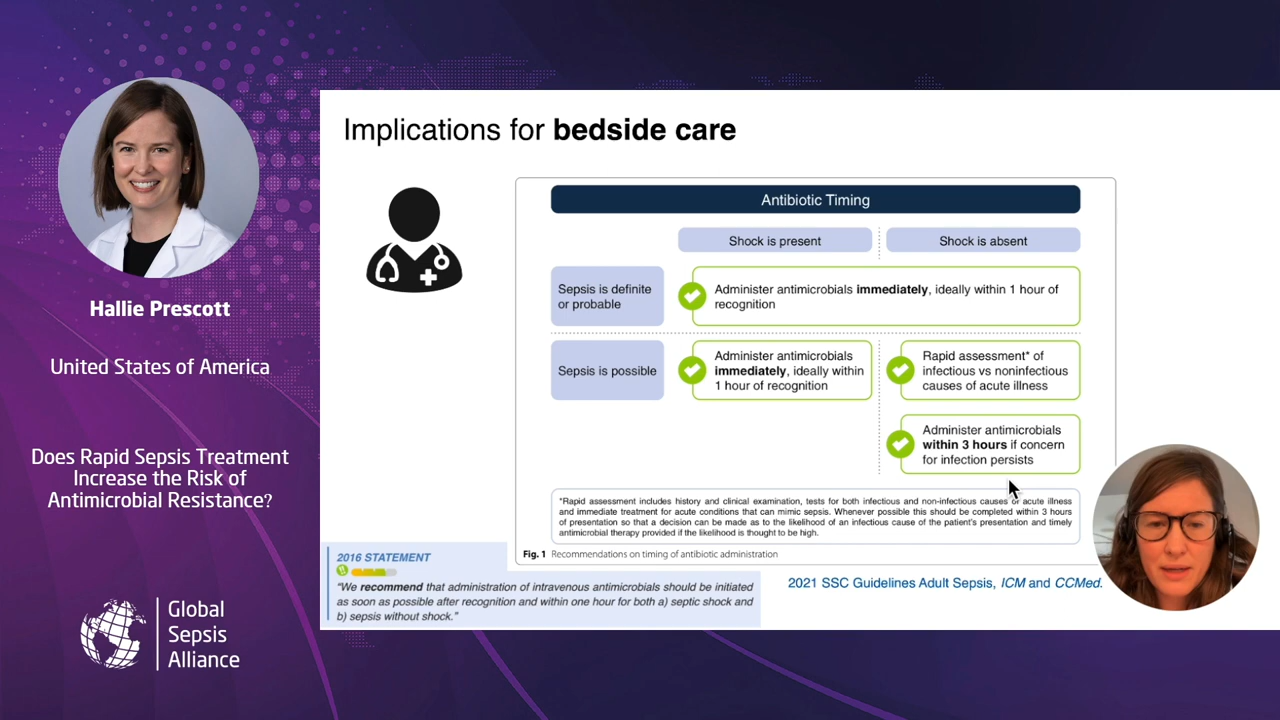 Hallie Prescott
United States of America
Does Rapid Sepsis Treatment
Increase the Risk of
Antimicrobial Resistance?
Global
Sepsis
Alliance
Implications for bedside care
Antibiotic Timing
Shock is present
Shock is absent
Sepsis is definite
or probable
Administer antimicrobials immediately, ideally within 1 hour of
recognition
Sepsis is possible
Administer antimicrobials
immediately, ideally within
1 hour of recognition
Rapid assessment* of
infectious vs noninfectious
causes of acute illness
Administer antimicrobials
within 3 hours if concern
for infection persists
*Rapid assessment includes history and clinical examination, tests for both infectious and non-infectious causes of acute illness
and immediate treatment for acute conditions that can mimic sepsis. Whenever possible this should be completed within 3 hours
of presentation so that a decision can be made as to the likelihood of an infectious cause of the patient's presentation and timely
antimicrobial therapy provided if the likelihood is thought to be high.
Fig. 1 Recommendations on timing of antibiotic administration
2016 STATEMENT
"We recommend that administration of intravenous antimicrobials should be initiated
as soon as possible after recognition and within one hour for both a) septic shock and
b) sepsis without shock."
2021 SSC Guidelines Adult Sepsis, ICM and CCMed.